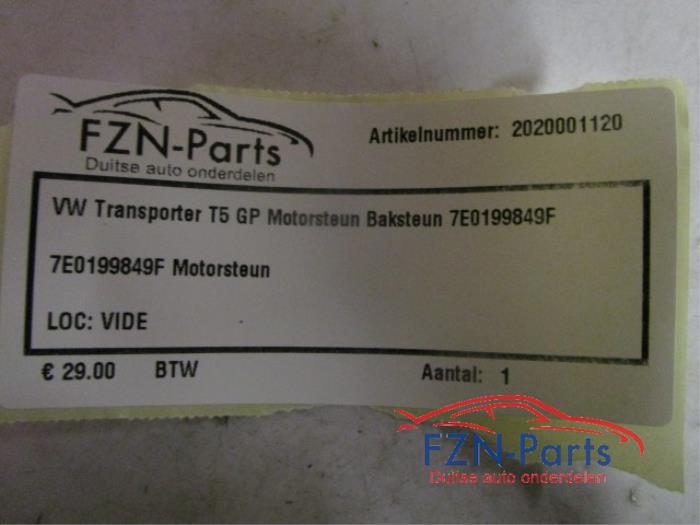 FZN-Parts
Duitse auto onderdelen
Artikelnummer: 2020001120
VW Transporter T5 GP Motorsteun Baksteun 7E0199849F
7E0199849F Motorsteun
LOC: VIDE
€ 29.00 BTW Aantal: 1
FZN-Parts
Duitse auto onderdelen